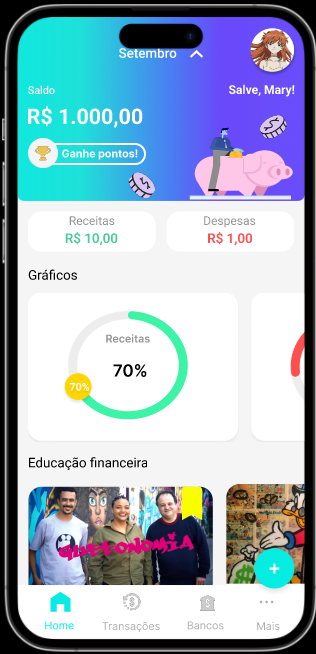 Setembro
Saldo
Salve, Mary!
R$ 1.000,00
Ganhe pontos!
Receitas
Despesas
R$ 10,00
R$ 1,00
Gráficos
Receitas
70%
70%
Educação financeira
Home
Transações
Bancos
Mais